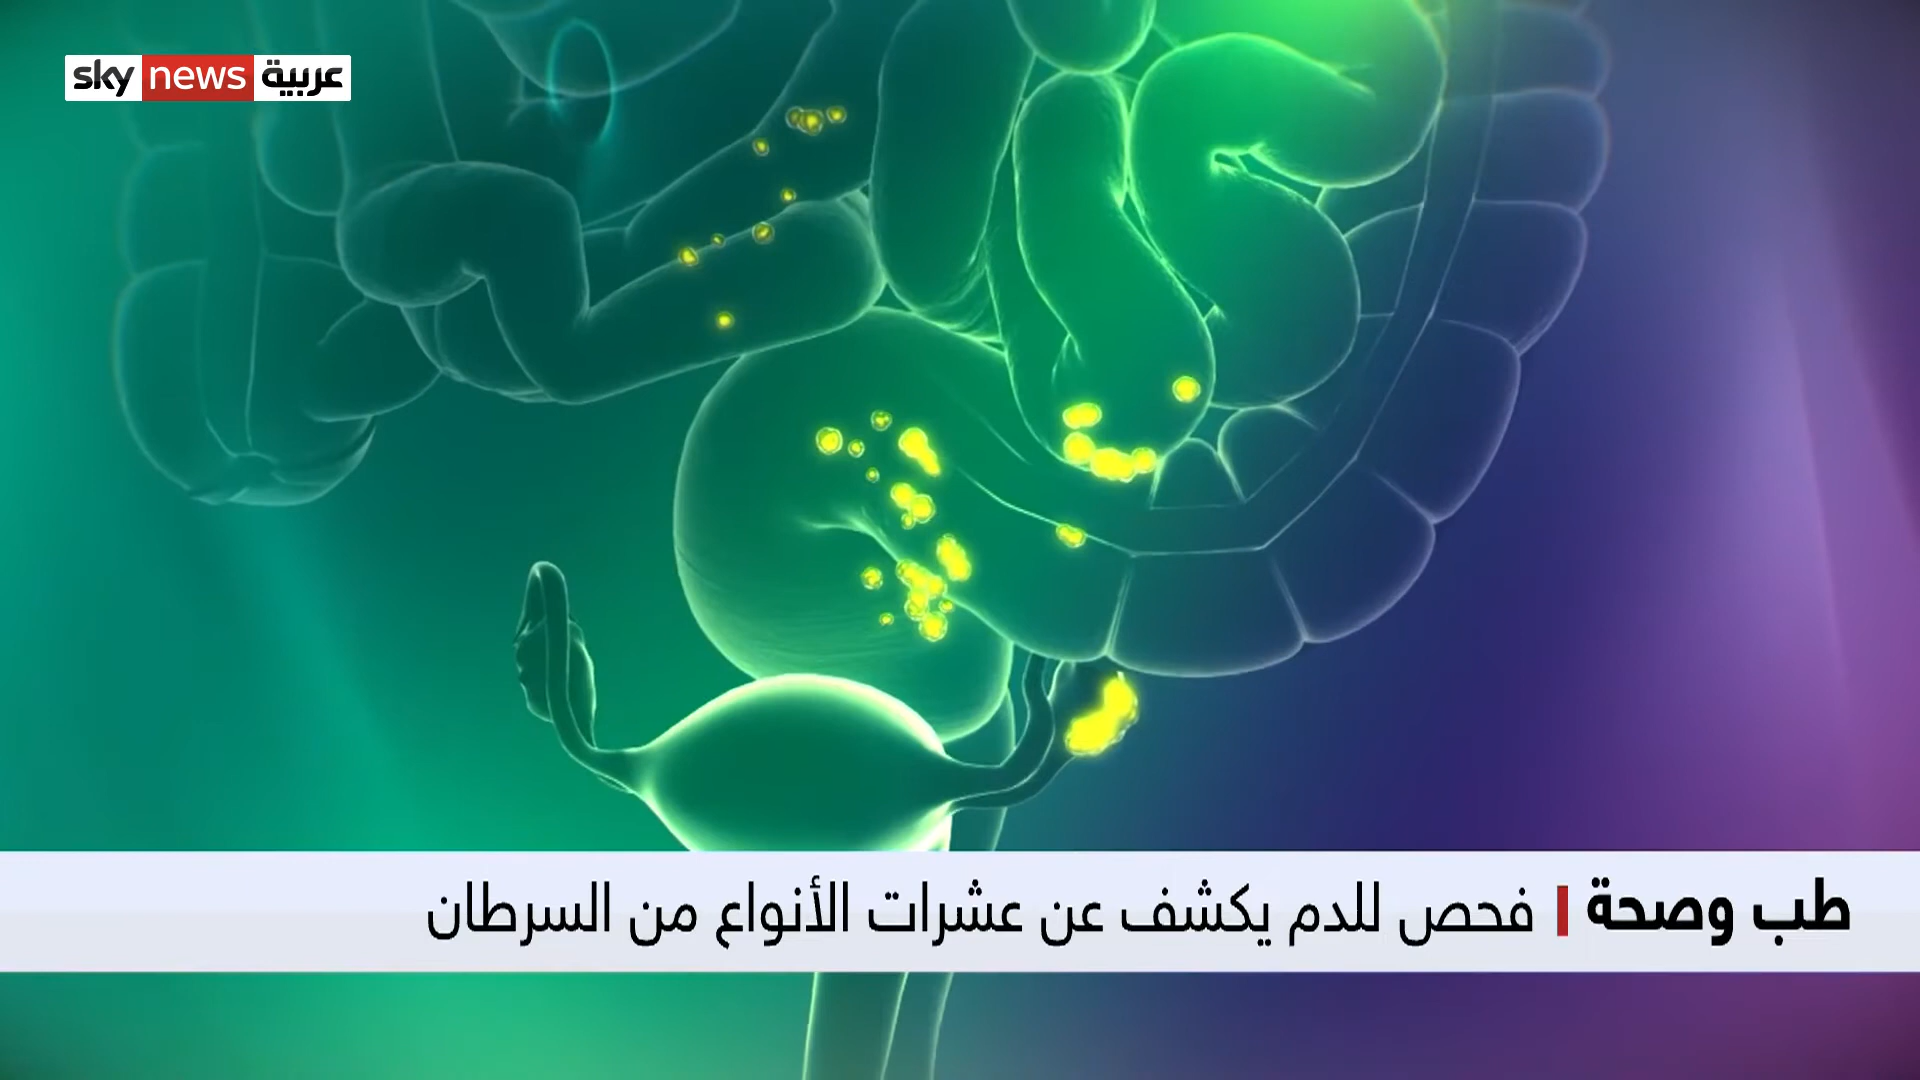 sky news عربية
طب وصحة | فحص للدم يكشف عن عشرات الأنواع من السرطان